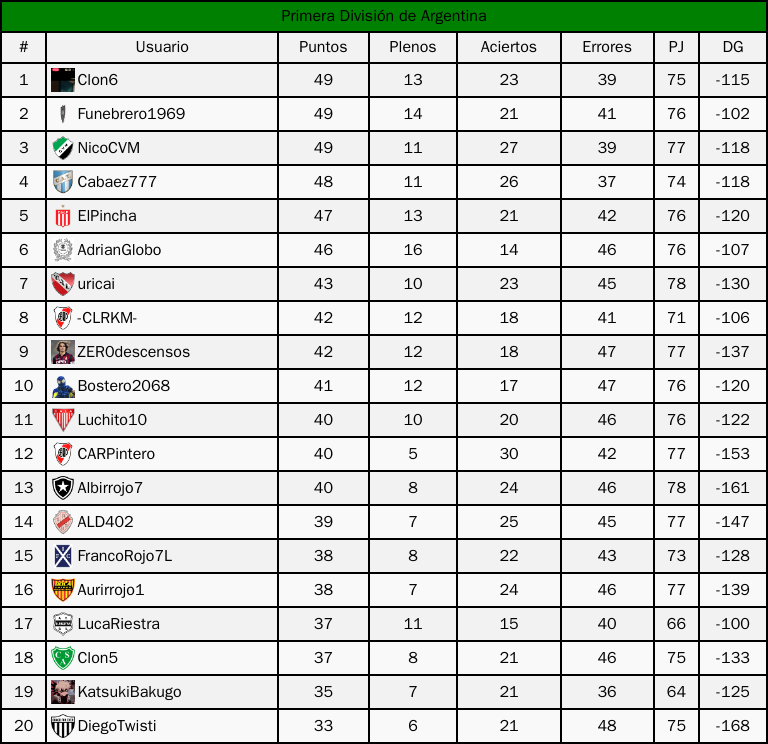 Primera División de Argentina
# Usuario Puntos Plenos Aciertos Errores PJ DG
1 Clon6 49 13 23 39 75 -115
2 Funebrero1969 49 14 21 41 76 -102
3 NicoCVM 49 11 27 39 77 -118
4 Cabaez777 48 11 26 37 74 -118
5 ElPincha 47 13 21 42 76 -120
6 AdrianGlobo 46 16 14 46 76 -107
7 uricai 43 10 23 45 78 -130
8 -CLRKM- 42 12 18 41 71 -106
9 ZER0descensos 42 12 18 47 77 -137
10 Bostero2068 41 12 17 47 76 -120
11 Luchito10 40 10 20 46 76 -122
12 CARPintero 40 5 30 42 77 -153
13 Albirrojo7 40 8 24 46 78 -161
14 ALD402 39 7 25 45 77 -147
15 FrancoRojo7L 38 8 22 43 73 -128
16 Aurirrojo1 38 7 24 46 77 -139
17 LucaRiestra 37 11 15 40 66 -100
18 Clon5 37 8 21 46 75 -133
19 KatsukiBakugo 35 7 21 36 64 -125
20 DiegoTwisti 33 6 21 48 75 -168